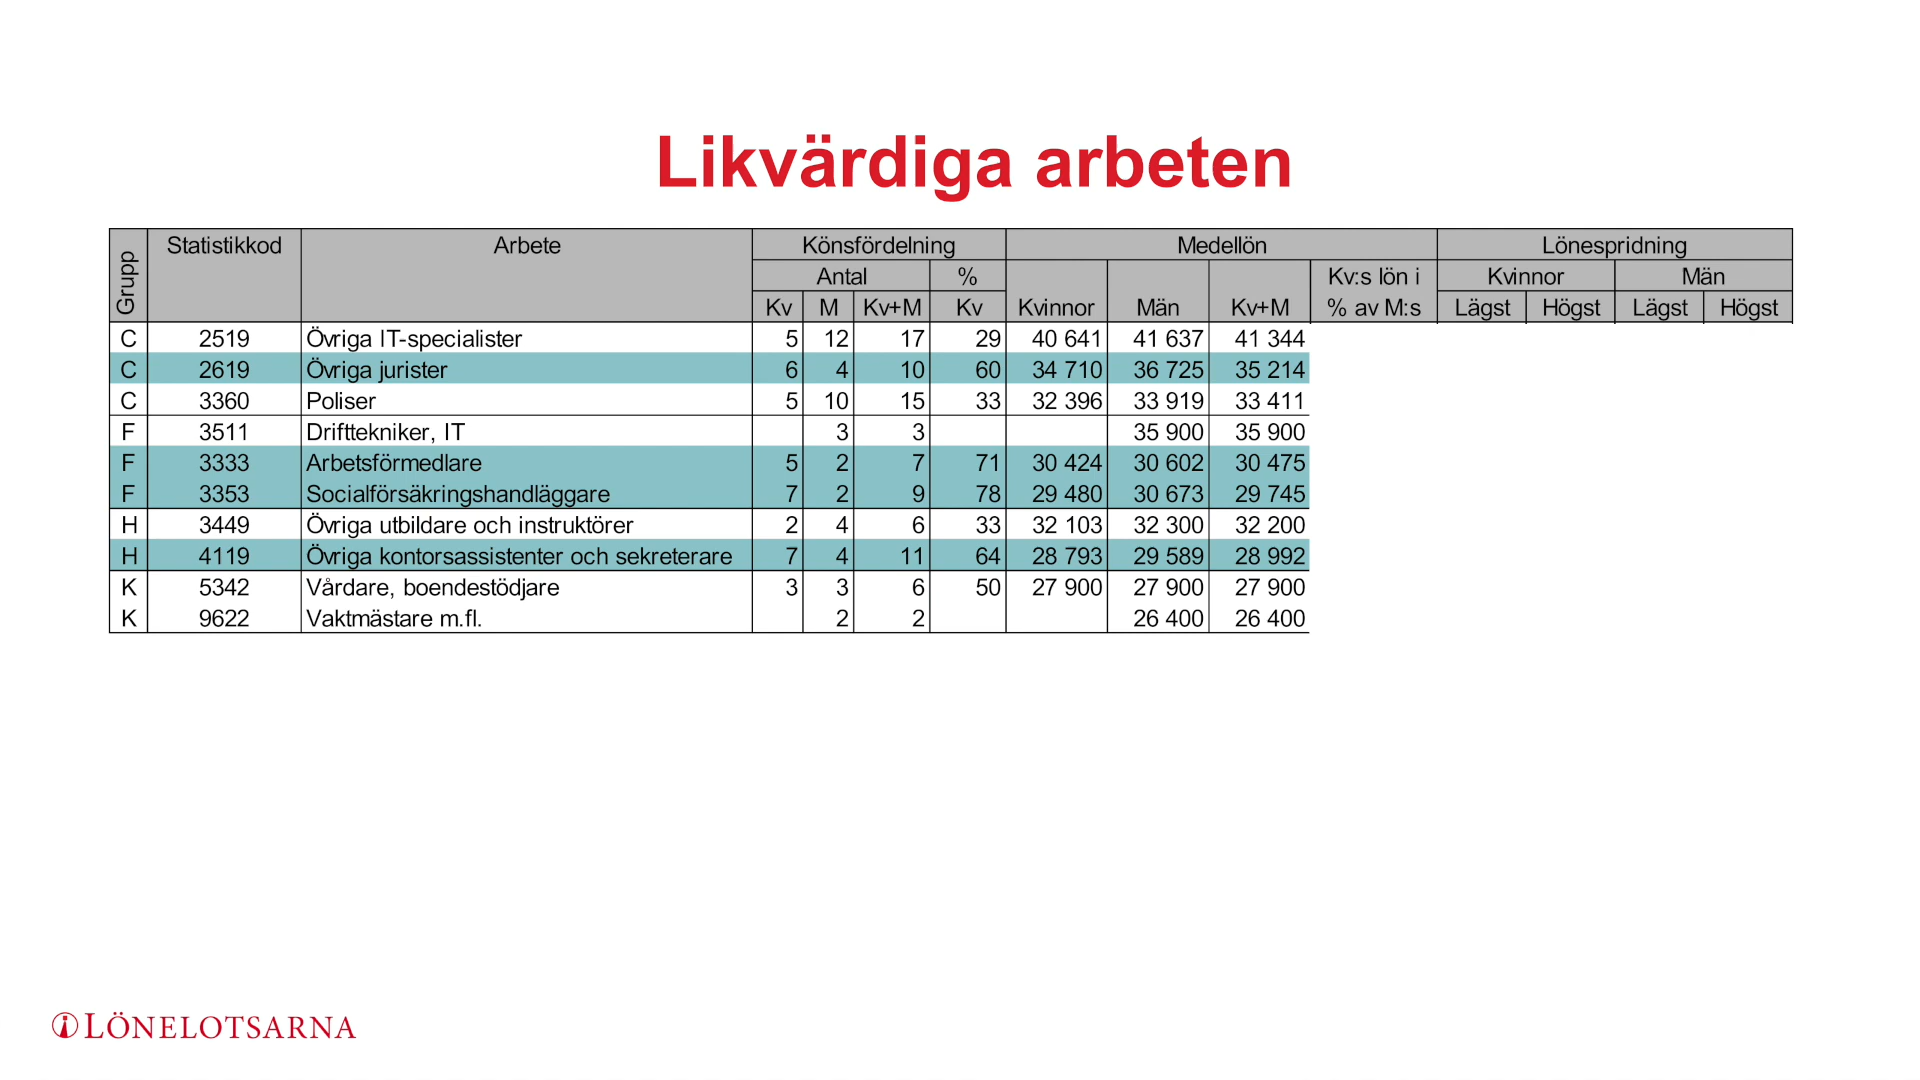 Likvärdiga arbeten
Grupp Statistikkod Arbete Könsfördelning Medellön Lönespridning
Antal % Kv:s lön i Kvinnor Män
Kv M Kv+M Kv Kvinnor Män Kv+M % av M:s Lägst Högst Lägst Högst
C 2519 Övriga IT-specialister 5 12 17 29 40 641 41 637 41 344
C 2619 Övriga jurister 6 4 10 60 34 710 36 725 35 214
C 3360 Poliser 5 10 15 33 32 396 33 919 33 411
F 3511 Drifttekniker, IT 3 3 35 900 35 900
F 3333 Arbetsförmedlare 5 2 7 71 30 424 30 602 30 475
F 3353 Socialförsäkringshandläggare 7 2 9 78 29 480 30 673 29 745
H 3449 Övriga utbildare och instruktörer 2 4 6 33 32 103 32 300 32 200
H 4119 Övriga kontorsassistenter och sekreterare 7 4 11 64 28 793 29 589 28 992
K 5342 Vårdare, boendestödjare 3 3 6 50 27 900 27 900 27 900
K 9622 Vaktmästare m.fl. 2 2 26 400 26 400
LÖNELOTSARNA